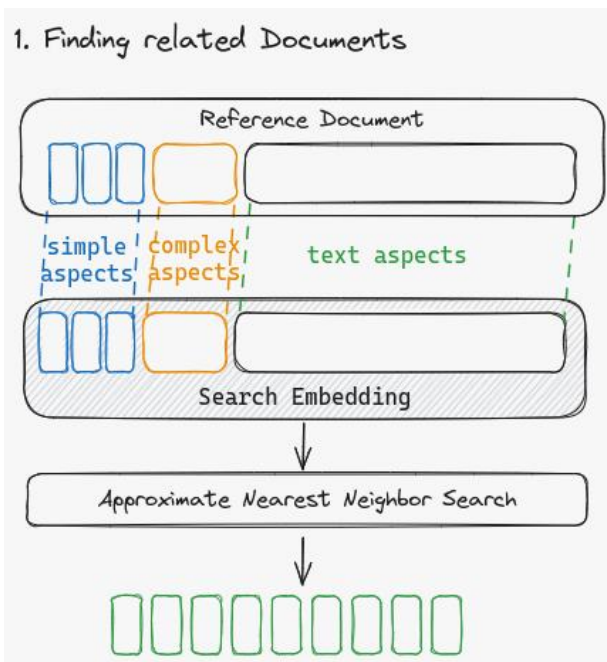 1. Finding related Documents
Reference Document
simple
aspects
complex
aspects
text aspects
Search Embedding
Approximate Nearest Neighbor Search